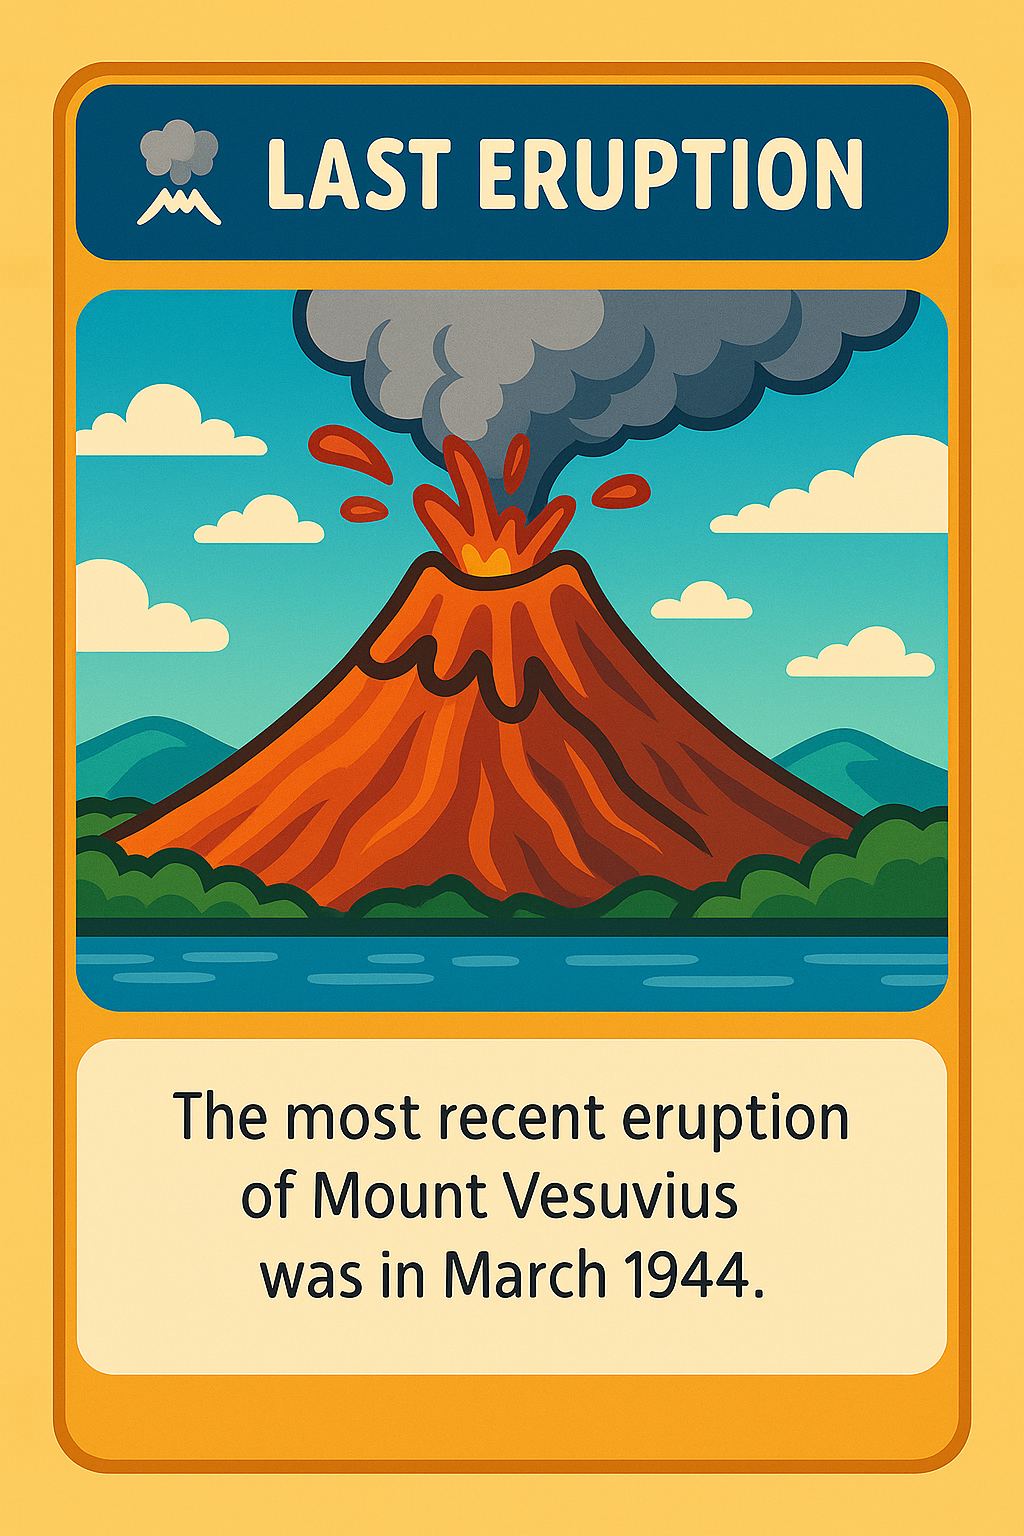 LAST ERUPTION
The most recent eruption
of Mount Vesuvius
was in March 1944.